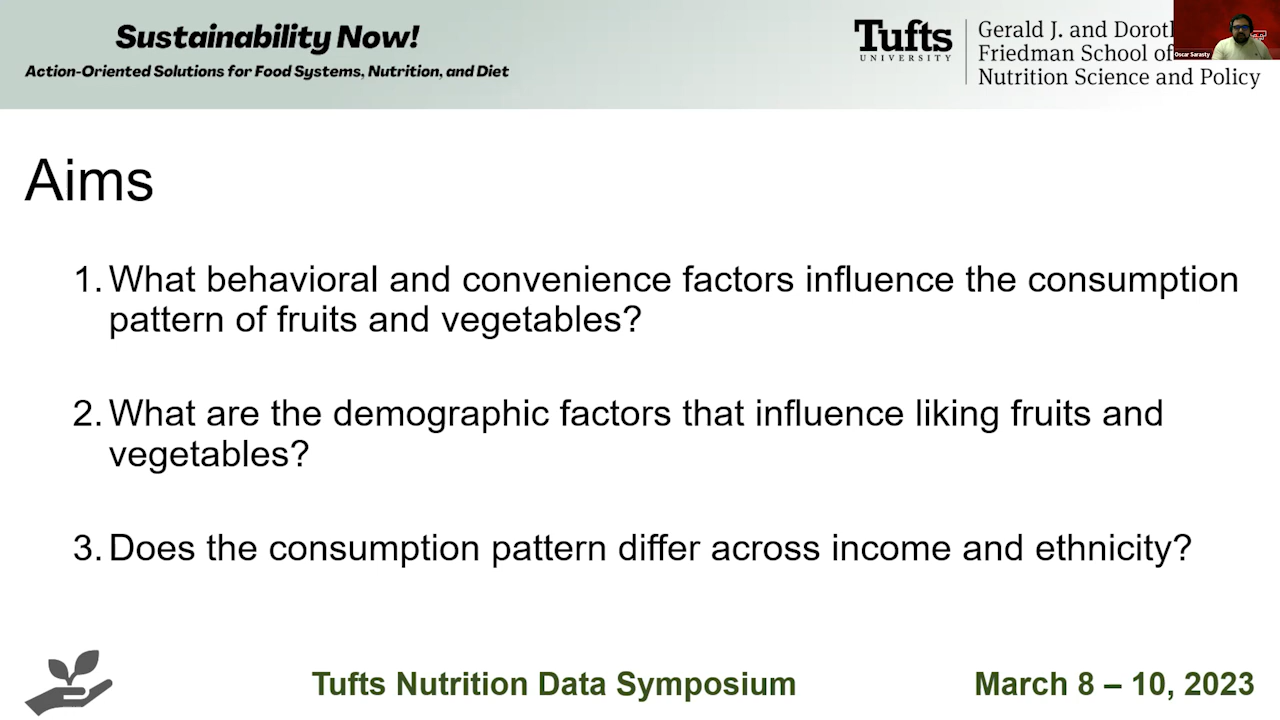 Sustainability Now!
Action-Oriented Solutions for Food Systems, Nutrition, and Diet
Tufts
UNIVERSITY
Gerald J. and
Friedman School of
Nutrition Science and Policy
Oscar Sarasty
Aims
1. What behavioral and convenience factors influence the consumption
pattern of fruits and vegetables?
2. What are the demographic factors that influence liking fruits and
vegetables?
3. Does the consumption pattern differ across income and ethnicity?
Tufts Nutrition Data Symposium
March 8 – 10, 2023